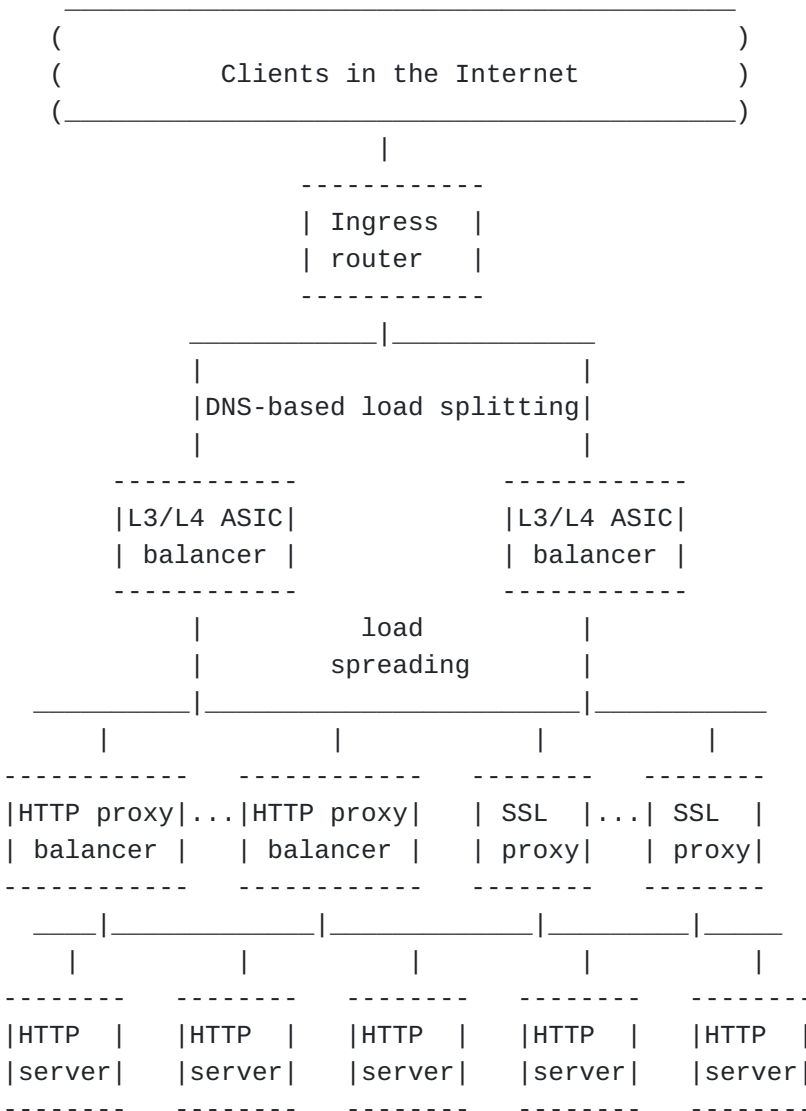 Clients in the Internet
Ingress
router
DNS-based load splitting
L3/L4 ASIC L3/L4 ASIC
balancer balancer
load
spreading
HTTP proxy ... HTTP proxy SSL ... SSL
balancer balancer proxy proxy
HTTP HTTP HTTP HTTP HTTP
server server server server server